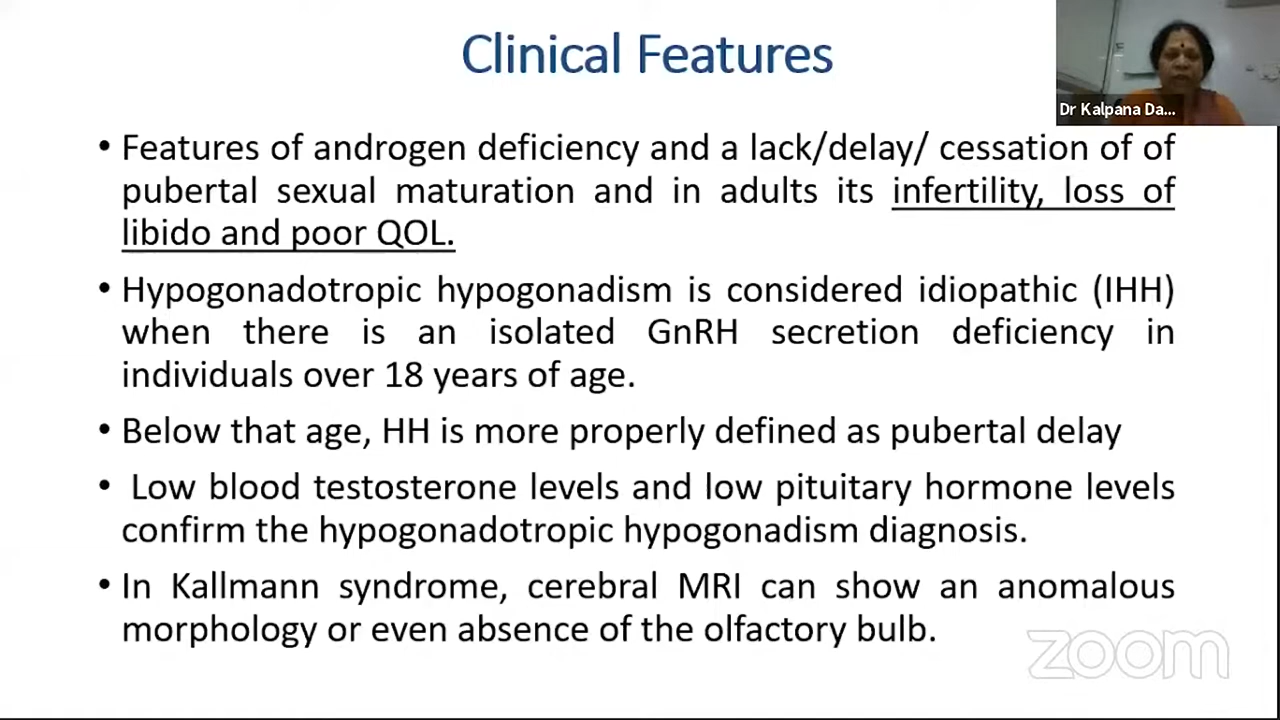 Clinical Features
Dr Kalpana Da...
• Features of androgen deficiency and a lack/delay/ cessation of of
pubertal sexual maturation and in adults its infertility, loss of
libido and poor QOL.
• Hypogonadotropic hypogonadism is considered idiopathic (IHH)
when there is an isolated GnRH secretion deficiency in
individuals over 18 years of age.
• Below that age, HH is more properly defined as pubertal delay
• Low blood testosterone levels and low pituitary hormone levels
confirm the hypogonadotropic hypogonadism diagnosis.
• In Kallmann syndrome, cerebral MRI can show an anomalous
morphology or even absence of the olfactory bulb.
zoom